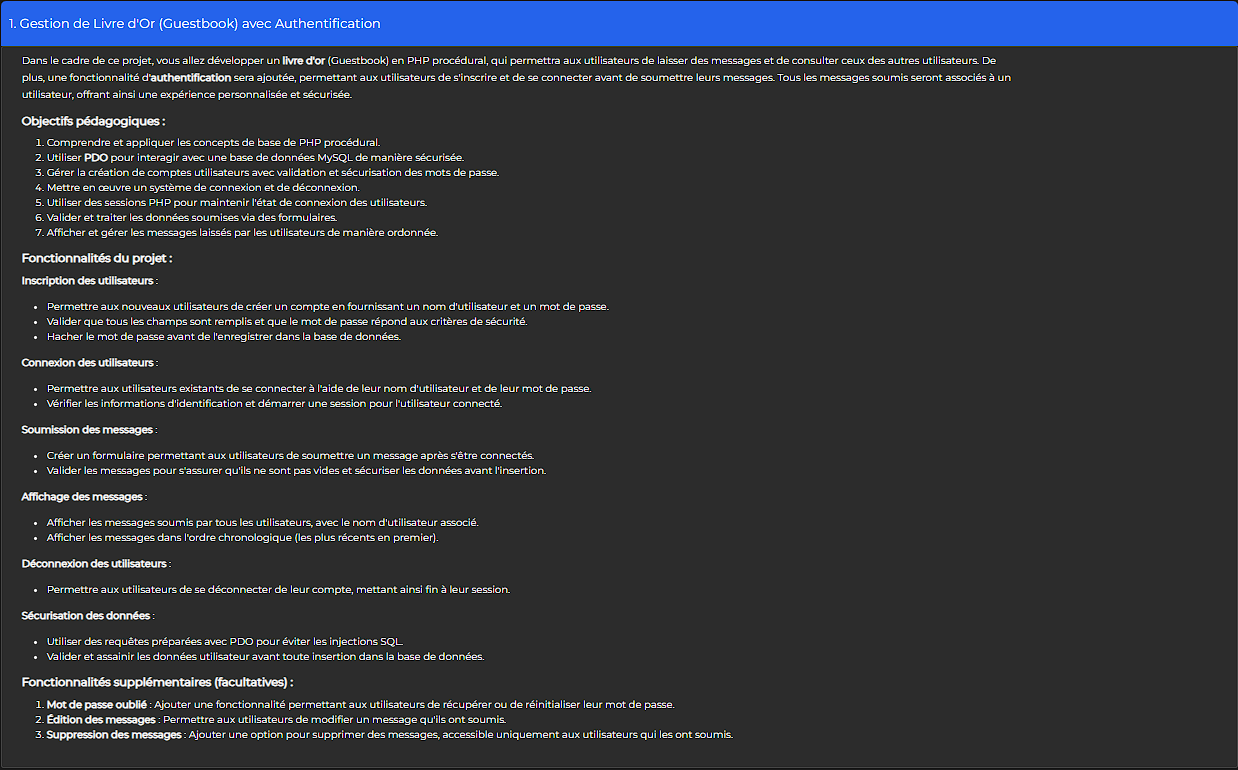 1. Gestion de Livre d'Or (Guestbook) avec Authentification
Dans le cadre de ce projet, vous allez développer un livre d'or (Guestbook) en PHP procédural, qui permettra aux utilisateurs de laisser des messages et de consulter ceux des autres utilisateurs. De
plus, une fonctionnalité d'authentification sera ajoutée, permettant aux utilisateurs de s'inscrire et de se connecter avant de soumettre leurs messages. Tous les messages soumis seront associés à un
utilisateur, offrant ainsi une expérience personnalisée et sécurisée.
Objectifs pédagogiques :
1. Comprendre et appliquer les concepts de base de PHP procédural.
2. Utiliser PDO pour interagir avec une base de données MySQL de manière sécurisée.
3. Gérer la création de comptes utilisateurs avec validation et sécurisation des mots de passe.
4. Mettre en œuvre un système de connexion et de déconnexion.
5. Utiliser des sessions PHP pour maintenir l'état de connexion des utilisateurs.
6. Valider et traiter les données soumises via des formulaires.
7. Afficher et gérer les messages laissés par les utilisateurs de manière ordonnée.
Fonctionnalités du projet :
Inscription des utilisateurs :
• Permettre aux nouveaux utilisateurs de créer un compte en fournissant un nom d'utilisateur et un mot de passe.
• Valider que tous les champs sont remplis et que le mot de passe répond aux critères de sécurité.
• Hacher le mot de passe avant de l'enregistrer dans la base de données.
Connexion des utilisateurs :
• Permettre aux utilisateurs existants de se connecter à l'aide de leur nom d'utilisateur et de leur mot de passe.
• Vérifier les informations d'identification et démarrer une session pour l'utilisateur connecté.
Soumission des messages :
• Créer un formulaire permettant aux utilisateurs de soumettre un message après s'être connectés.
• Valider les messages pour s'assurer qu'ils ne sont pas vides et sécuriser les données avant l'insertion.
Affichage des messages :
• Afficher les messages soumis par tous les utilisateurs, avec le nom d'utilisateur associé.
• Afficher les messages dans l'ordre chronologique (les plus récents en premier).
Déconnexion des utilisateurs :
• Permettre aux utilisateurs de se déconnecter de leur compte, mettant ainsi fin à leur session.
Sécurisation des données :
• Utiliser des requêtes préparées avec PDO pour éviter les injections SQL.
• Valider et assainir les données utilisateur avant toute insertion dans la base de données.
Fonctionnalités supplémentaires (facultatives) :
1. Mot de passe oublié : Ajouter une fonctionnalité permettant aux utilisateurs de récupérer ou de réinitialiser leur mot de passe.
2. Édition des messages : Permettre aux utilisateurs de modifier un message qu'ils ont soumis.
3. Suppression des messages : Ajouter une option pour supprimer des messages, accessible uniquement aux utilisateurs qui les ont soumis.